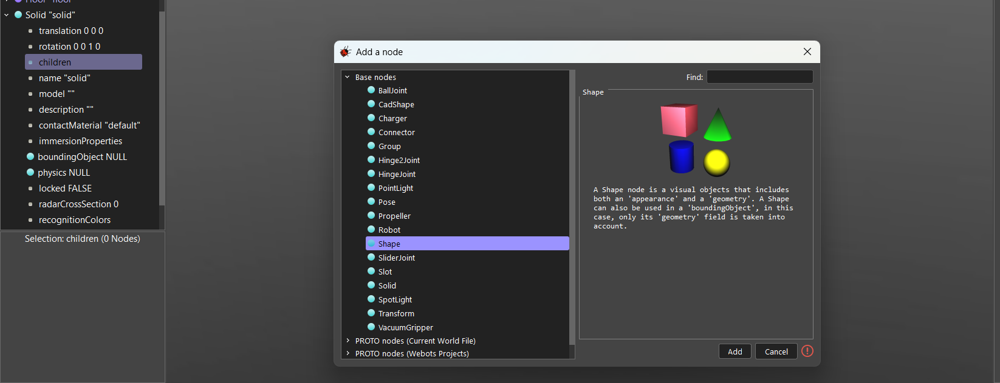 Floor "floor"
Solid "solid"
translation 0 0 0
rotation 0 0 1 0
children
name "solid"
model ""
description ""
contactMaterial "default"
immersionProperties
boundingObject NULL
physics NULL
locked FALSE
radarCrossSection 0
recognitionColors
Selection: children (0 Nodes)
Add a node
Base nodes
BallJoint
CadShape
Charger
Connector
Group
Hinge2Joint
HingeJoint
PointLight
Pose
Propeller
Robot
Shape
SliderJoint
Slot
Solid
SpotLight
Transform
VacuumGripper
PROTO nodes (Current World File)
PROTO nodes (Webots Projects)
Find:
Shape
A Shape node is a visual objects that includes
both an 'appearance' and a 'geometry'. A Shape
can also be used in a 'boundingObject', in this
case, only its 'geometry' field is taken into
account.
Add
Cancel